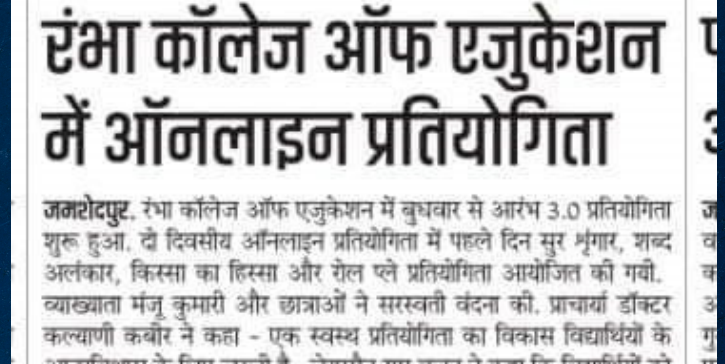 रंभा कॉलेज ऑफ एजुकेशन
में ऑनलाइन प्रतियोगिता
जमशेदपुर. रंभा कॉलेज ऑफ एजुकेशन में बुधवार से आरंभ 3.0 प्रतियोगिता
शुरू हुआ. दो दिवसीय ऑनलाइन प्रतियोगिता में पहले दिन सुर श्रृंगार, शब्द
अलंकार, किस्सा का हिस्सा और रोल प्ले प्रतियोगिता आयोजित की गयी.
व्याख्याता मंजू कुमारी और छात्राओं ने सरस्वती वंदना की. प्राचार्या डॉक्टर
कल्याणी कबीर ने कहा - एक स्वस्थ प्रतियोगिता का विकास विद्यार्थियों के